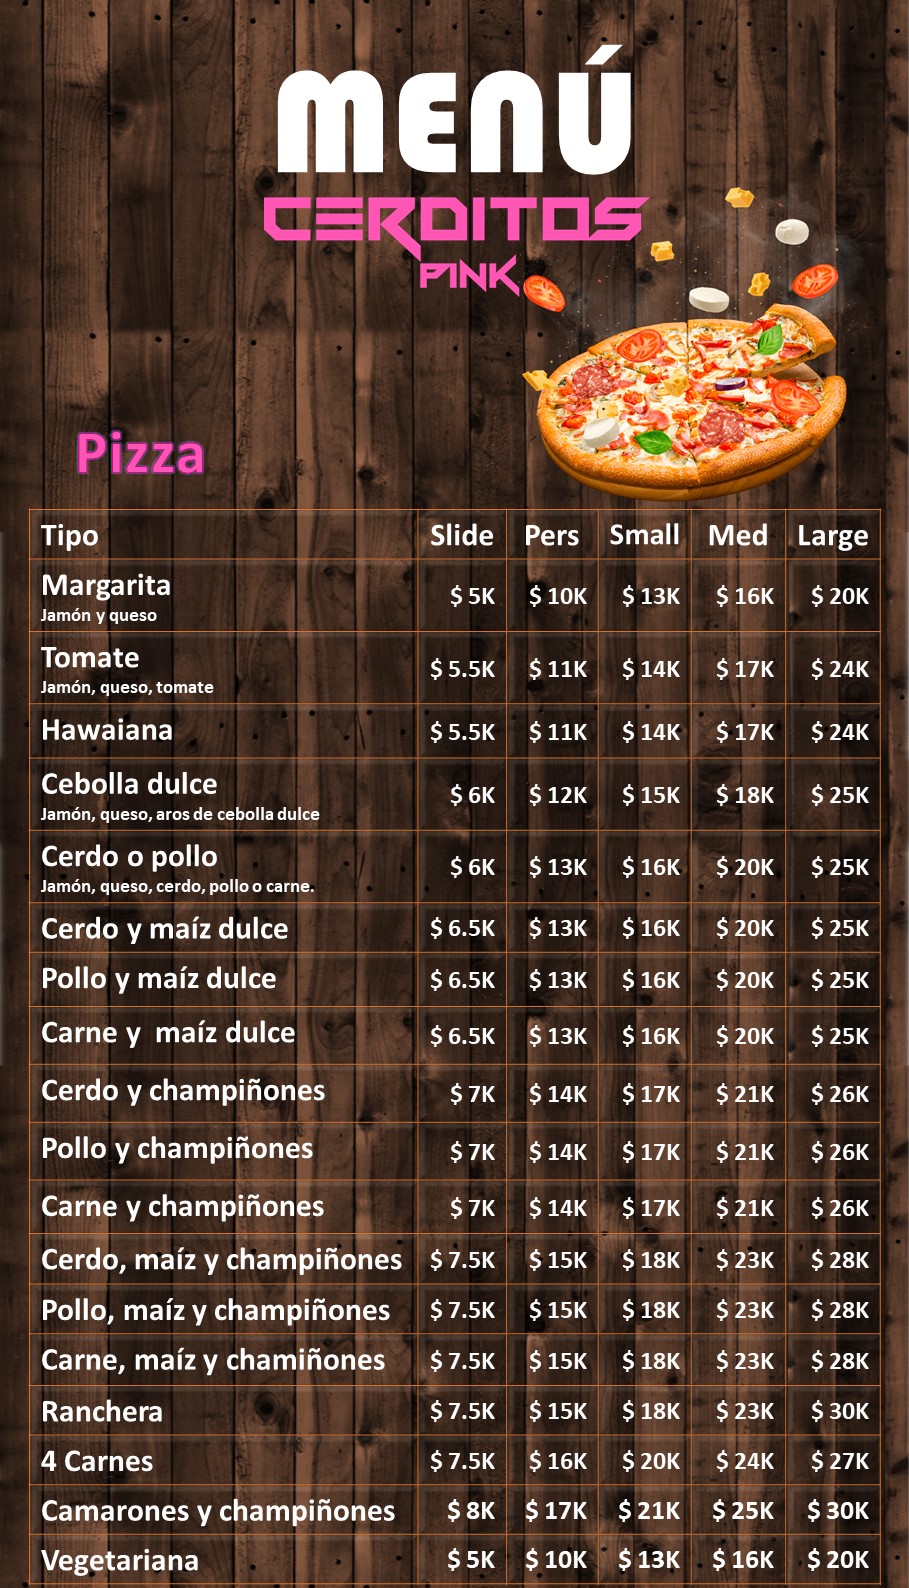 MENÚ
CERDITOS
PINK
Pizza
Tipo Slide Pers Small Med Large
Margarita $ 5K $ 10K $ 13K $ 16K $ 20K
Jamón y queso
Tomate $ 5.5K $ 11K $ 14K $ 17K $ 24K
Jamón, queso, tomate
Hawaiana $ 5.5K $ 11K $ 14K $ 17K $ 24K
Cebolla dulce $ 6K $ 12K $ 15K $ 18K $ 25K
Jamón, queso, aros de cebolla dulce
Cerdo o pollo $ 6K $ 13K $ 16K $ 20K $ 25K
Jamón, queso, cerdo, pollo o carne.
Cerdo y maíz dulce $ 6.5K $ 13K $ 16K $ 20K $ 25K
Pollo y maíz dulce $ 6.5K $ 13K $ 16K $ 20K $ 25K
Carne y maíz dulce $ 6.5K $ 13K $ 16K $ 20K $ 25K
Cerdo y champiñones $ 7K $ 14K $ 17K $ 21K $ 26K
Pollo y champiñones $ 7K $ 14K $ 17K $ 21K $ 26K
Carne y champiñones $ 7K $ 14K $ 17K $ 21K $ 26K
Cerdo, maíz y champiñones $ 7.5K $ 15K $ 18K $ 23K $ 28K
Pollo, maíz y champiñones $ 7.5K $ 15K $ 18K $ 23K $ 28K
Carne, maíz y chamiñones $ 7.5K $ 15K $ 18K $ 23K $ 28K
Ranchera $ 7.5K $ 15K $ 18K $ 23K $ 30K
4 Carnes $ 7.5K $ 16K $ 20K $ 24K $ 27K
Camarones y champiñones $ 8K $ 17K $ 21K $ 25K $ 30K
Vegetariana $ 5K $ 10K $ 13K $ 16K $ 20K